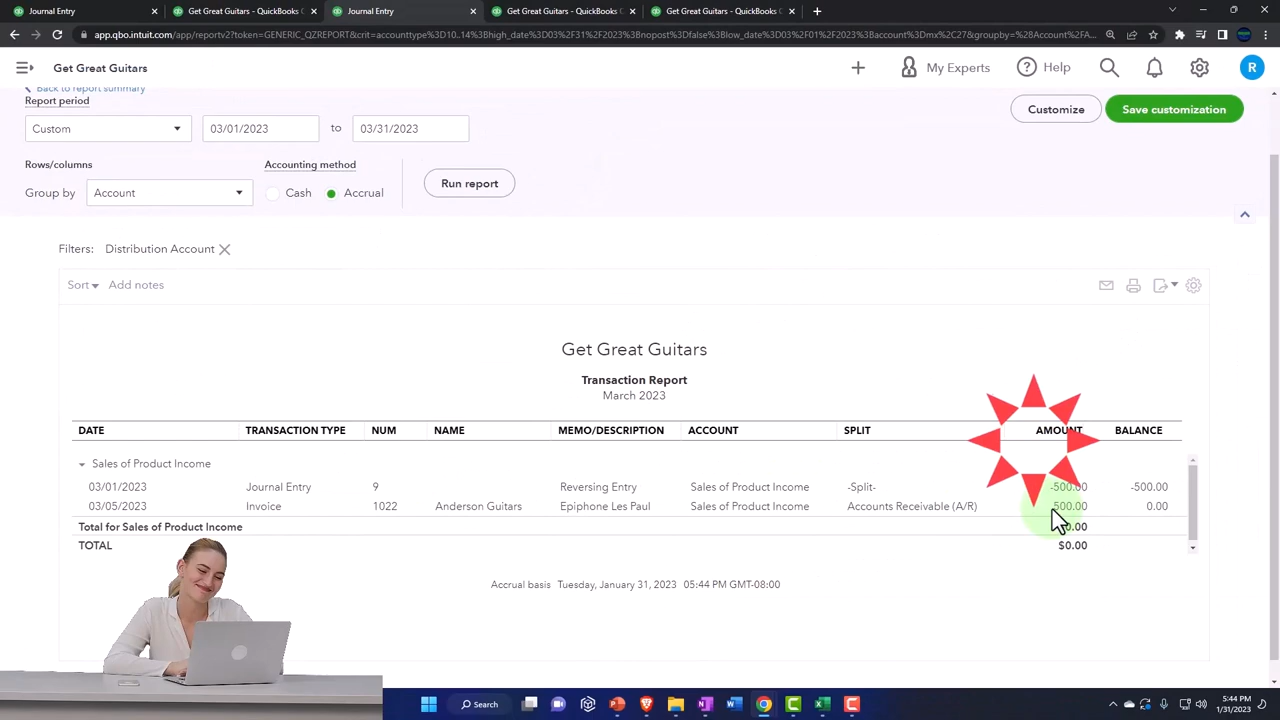 Journal Entry
Get Great Guitars - QuickBooks O
Journal Entry
Get Great Guitars - QuickBooks O
Get Great Guitars - QuickBooks O
app.qbo.intuit.com/app/reportv2?token=GENERIC_QZREPORT&crit=accounttype%3D10..14%3Dhigh_date%3D03%2F31%2F2023%3Dnopost%3Dfalse%3Dlow_date%3D03%2F01%2F2023%3Daccount%3Dmx%2C27&groupby=%28Account%29%3DA...
Get Great Guitars
My Experts
Help
R
Back to report summary
Report period
Custom
03/01/2023
to
03/31/2023
Customize
Save customization
Rows/columns
Accounting method
Group by
Account
Cash
Accrual
Run report
Filters: Distribution Account
Sort
Add notes
Get Great Guitars
Transaction Report
March 2023
DATE TRANSACTION TYPE NUM NAME MEMO/DESCRIPTION ACCOUNT SPLIT AMOUNT BALANCE
Sales of Product Income
03/01/2023 Journal Entry 9 Reversing Entry Sales of Product Income -Split- -500.00 -500.00
03/05/2023 Invoice 1022 Anderson Guitars Epiphone Les Paul Sales of Product Income Accounts Receivable (A/R) 500.00 0.00
Total for Sales of Product Income
TOTAL $0.00
Accrual basis Tuesday, January 31, 2023 05:44 PM GMT-08:00
Search
5:44 PM
1/31/2023